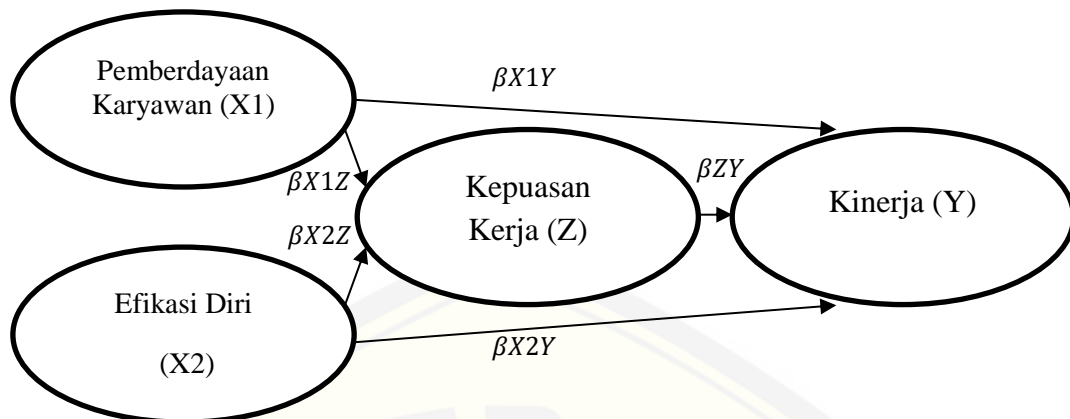 Pemberdayaan
Karyawan (X1)
βX1Y
βX1Z
Kepuasan
Kerja (Z)
βZY
Kinerja (Y)
βX2Z
Efikasi Diri
(X2)
βX2Y